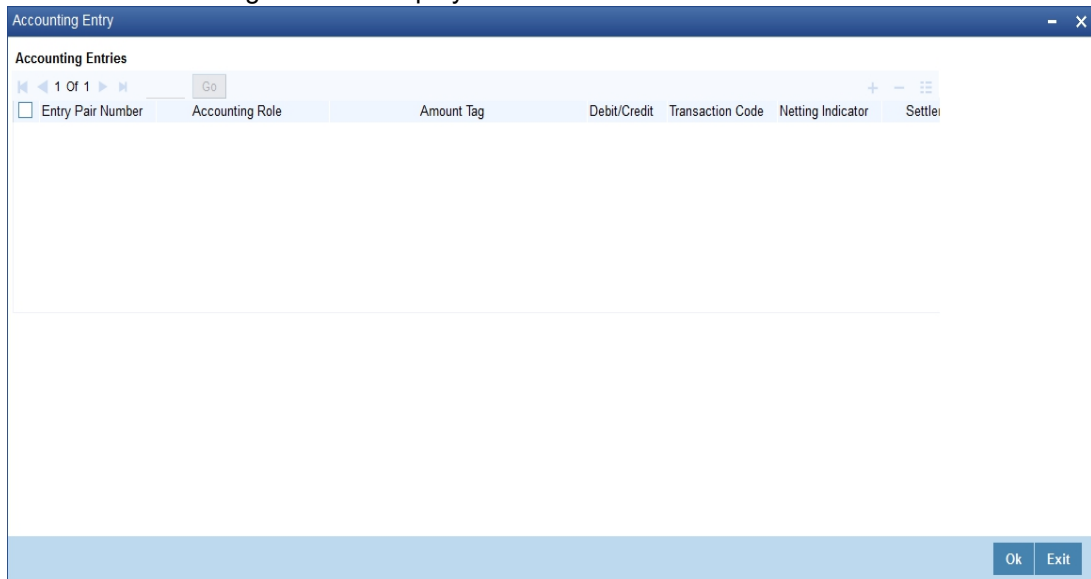 Accounting Entry
Accounting Entries
1 Of 1 Go
Entry Pair Number Accounting Role Amount Tag Debit/Credit Transaction Code Netting Indicator
Ok Exit